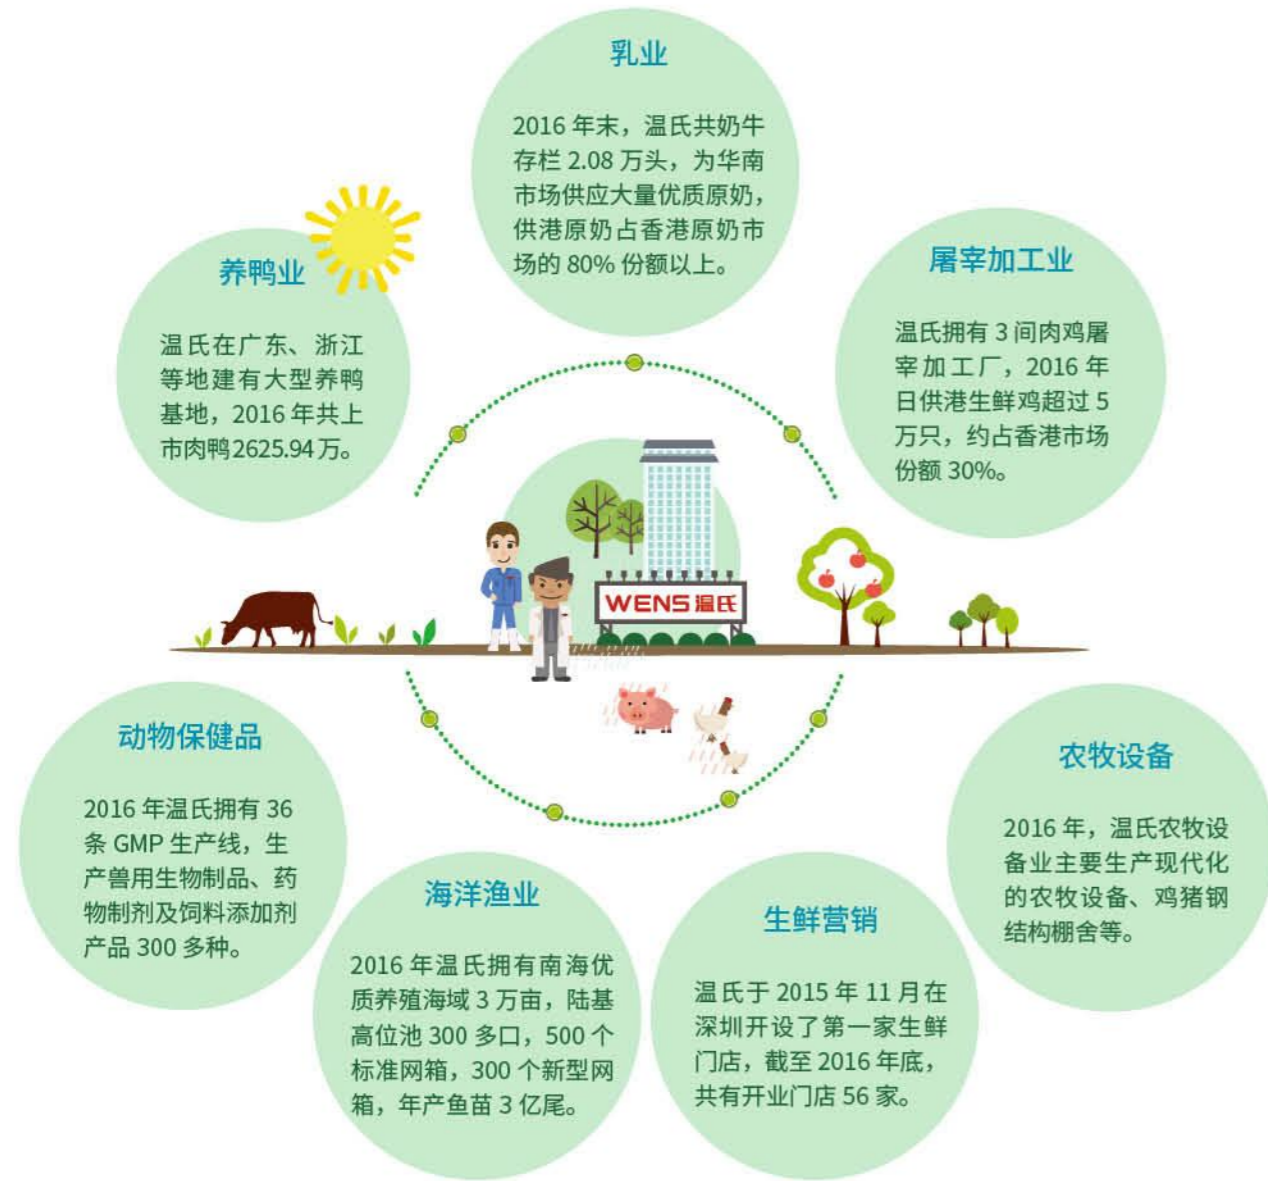 乳业
2016 年末，温氏共奶牛
存栏 2.08 万头，为华南
市场供应大量优质原奶，
供港原奶占香港原奶市
场的 80% 份额以上。
养鸭业
温氏在广东、浙江
等地建有大型养鸭
基地，2016 年共上
市肉鸭2625.94万。
屠宰加工业
温氏拥有 3 间肉鸡屠
宰加工厂，2016 年
日供港生鲜鸡超过 5
万只，约占香港市场
份额 30%。
WENS 温氏
动物保健品
2016 年温氏拥有 36
条 GMP 生产线，生
产兽用生物制品、药
物制剂及饲料添加剂
产品 300 多种。
海洋渔业
2016 年温氏拥有南海优
质养殖海域 3 万亩，陆基
高位池 300 多口，500 个
标准网箱，300 个新型网
箱，年产鱼苗 3 亿尾。
生鲜营销
温氏于 2015 年 11 月在
深圳开设了第一家生鲜
门店，截至 2016 年底，
共有开业门店 56 家。
农牧设备
2016 年，温氏农牧设
备业主要生产现代化
的农牧设备、鸡猪钢
结构棚舍等。